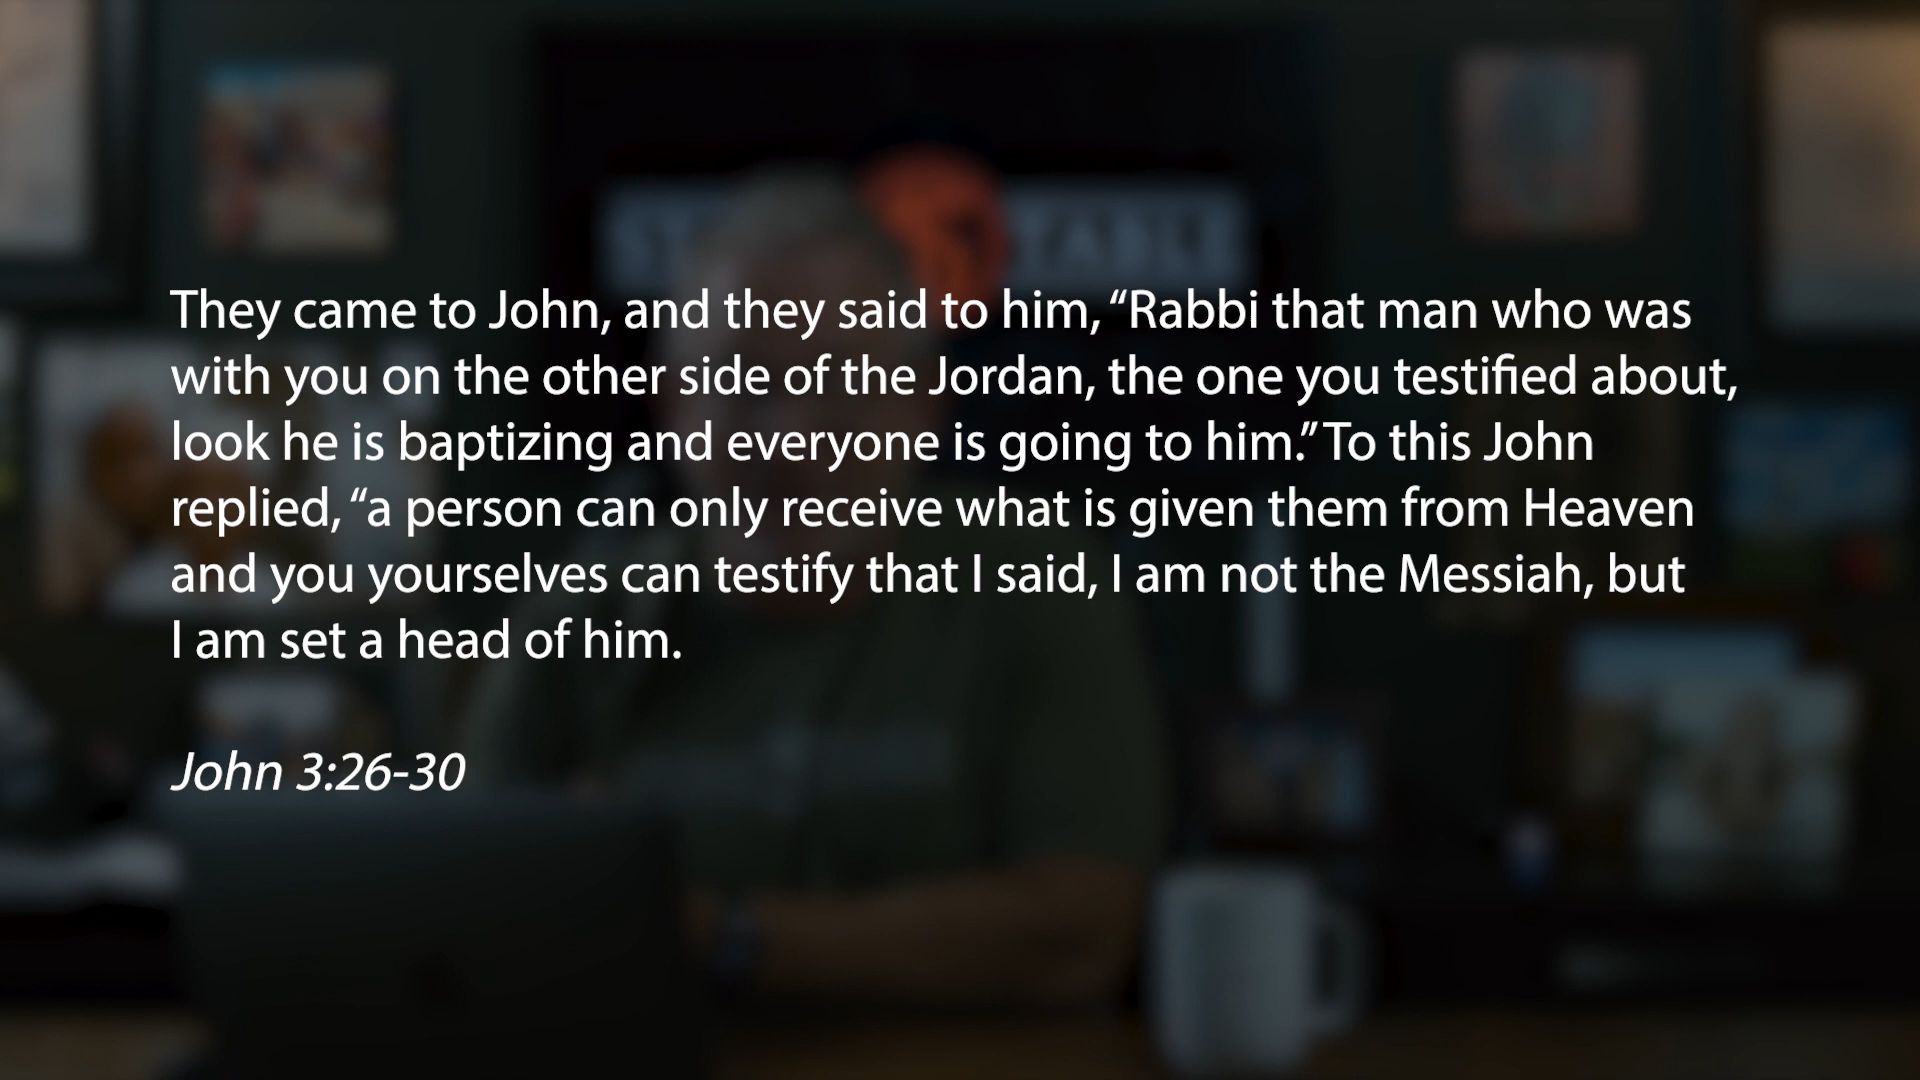 TABLE
They came to John, and they said to him, “Rabbi that man who was
with you on the other side of the Jordan, the one you testified about,
look he is baptizing and everyone is going to him.” To this John
replied, “a person can only receive what is given them from Heaven
and you yourselves can testify that I said, I am not the Messiah, but
I am set a head of him.
John 3:26-30